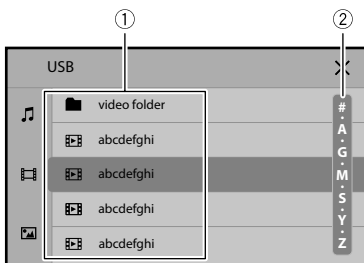 ① ②
USB
video folder
abcdefghi
abcdefghi
abcdefghi
abcdefghi
#
·
A
·
G
·
M
·
S
·
Y
·
Z